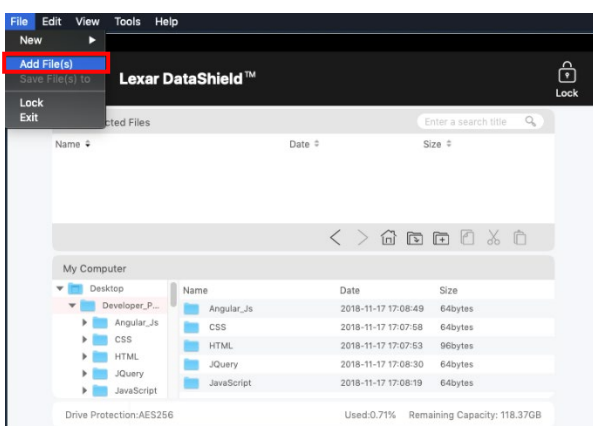 File Edit View Tools Help
New
Add File(s)
Save File(s) to
Lock
Exit
Lexar DataShield™
Lock
cted Files
Enter a search title
Name Date Size
My Computer
Desktop
Developer_P...
Angular_Js
CSS
HTML
JQuery
JavaScript
Name Date Size
Angular_Js 2018-11-17 17:08:49 64bytes
CSS 2018-11-17 17:07:58 64bytes
HTML 2018-11-17 17:07:53 96bytes
JQuery 2018-11-17 17:08:30 64bytes
JavaScript 2018-11-17 17:08:19 64bytes
Drive Protection:AES256 Used:0.71% Remaining Capacity: 118.37GB